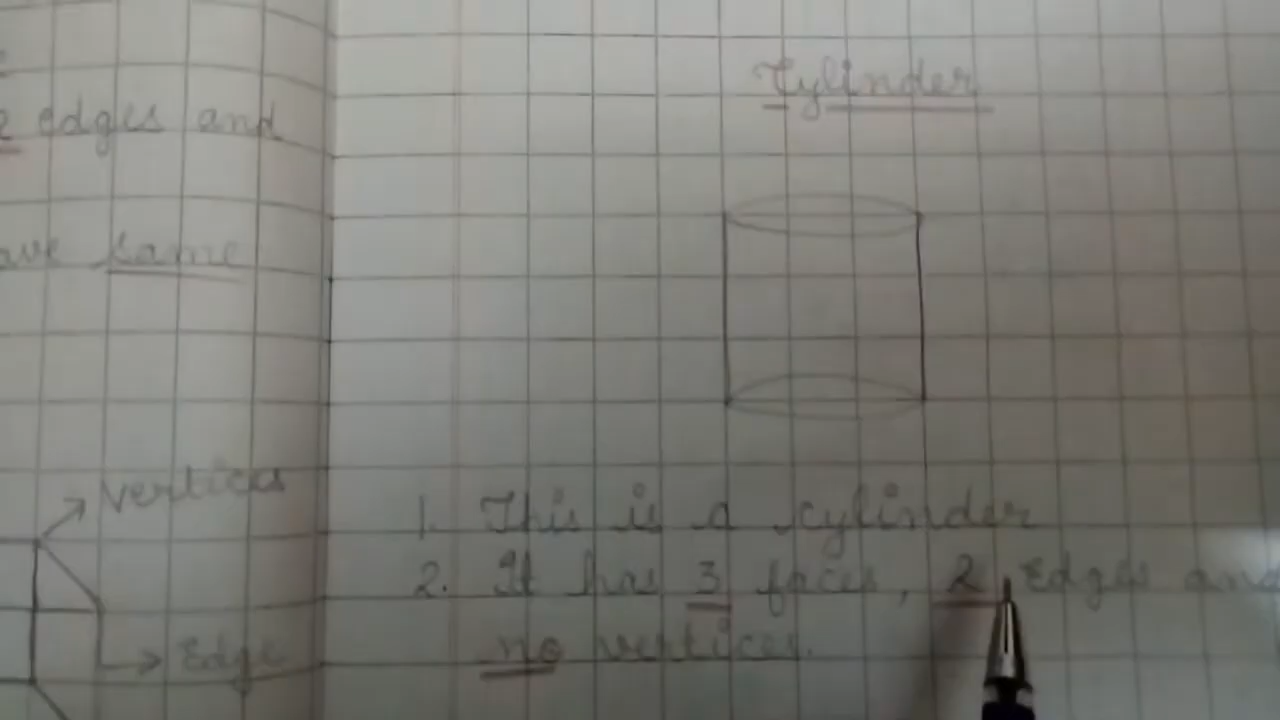 edges and
same
Vertices
Edge
Cylinder
1. This is a cylinder
2. It has 3 faces, 2 Edges and
no vertices.